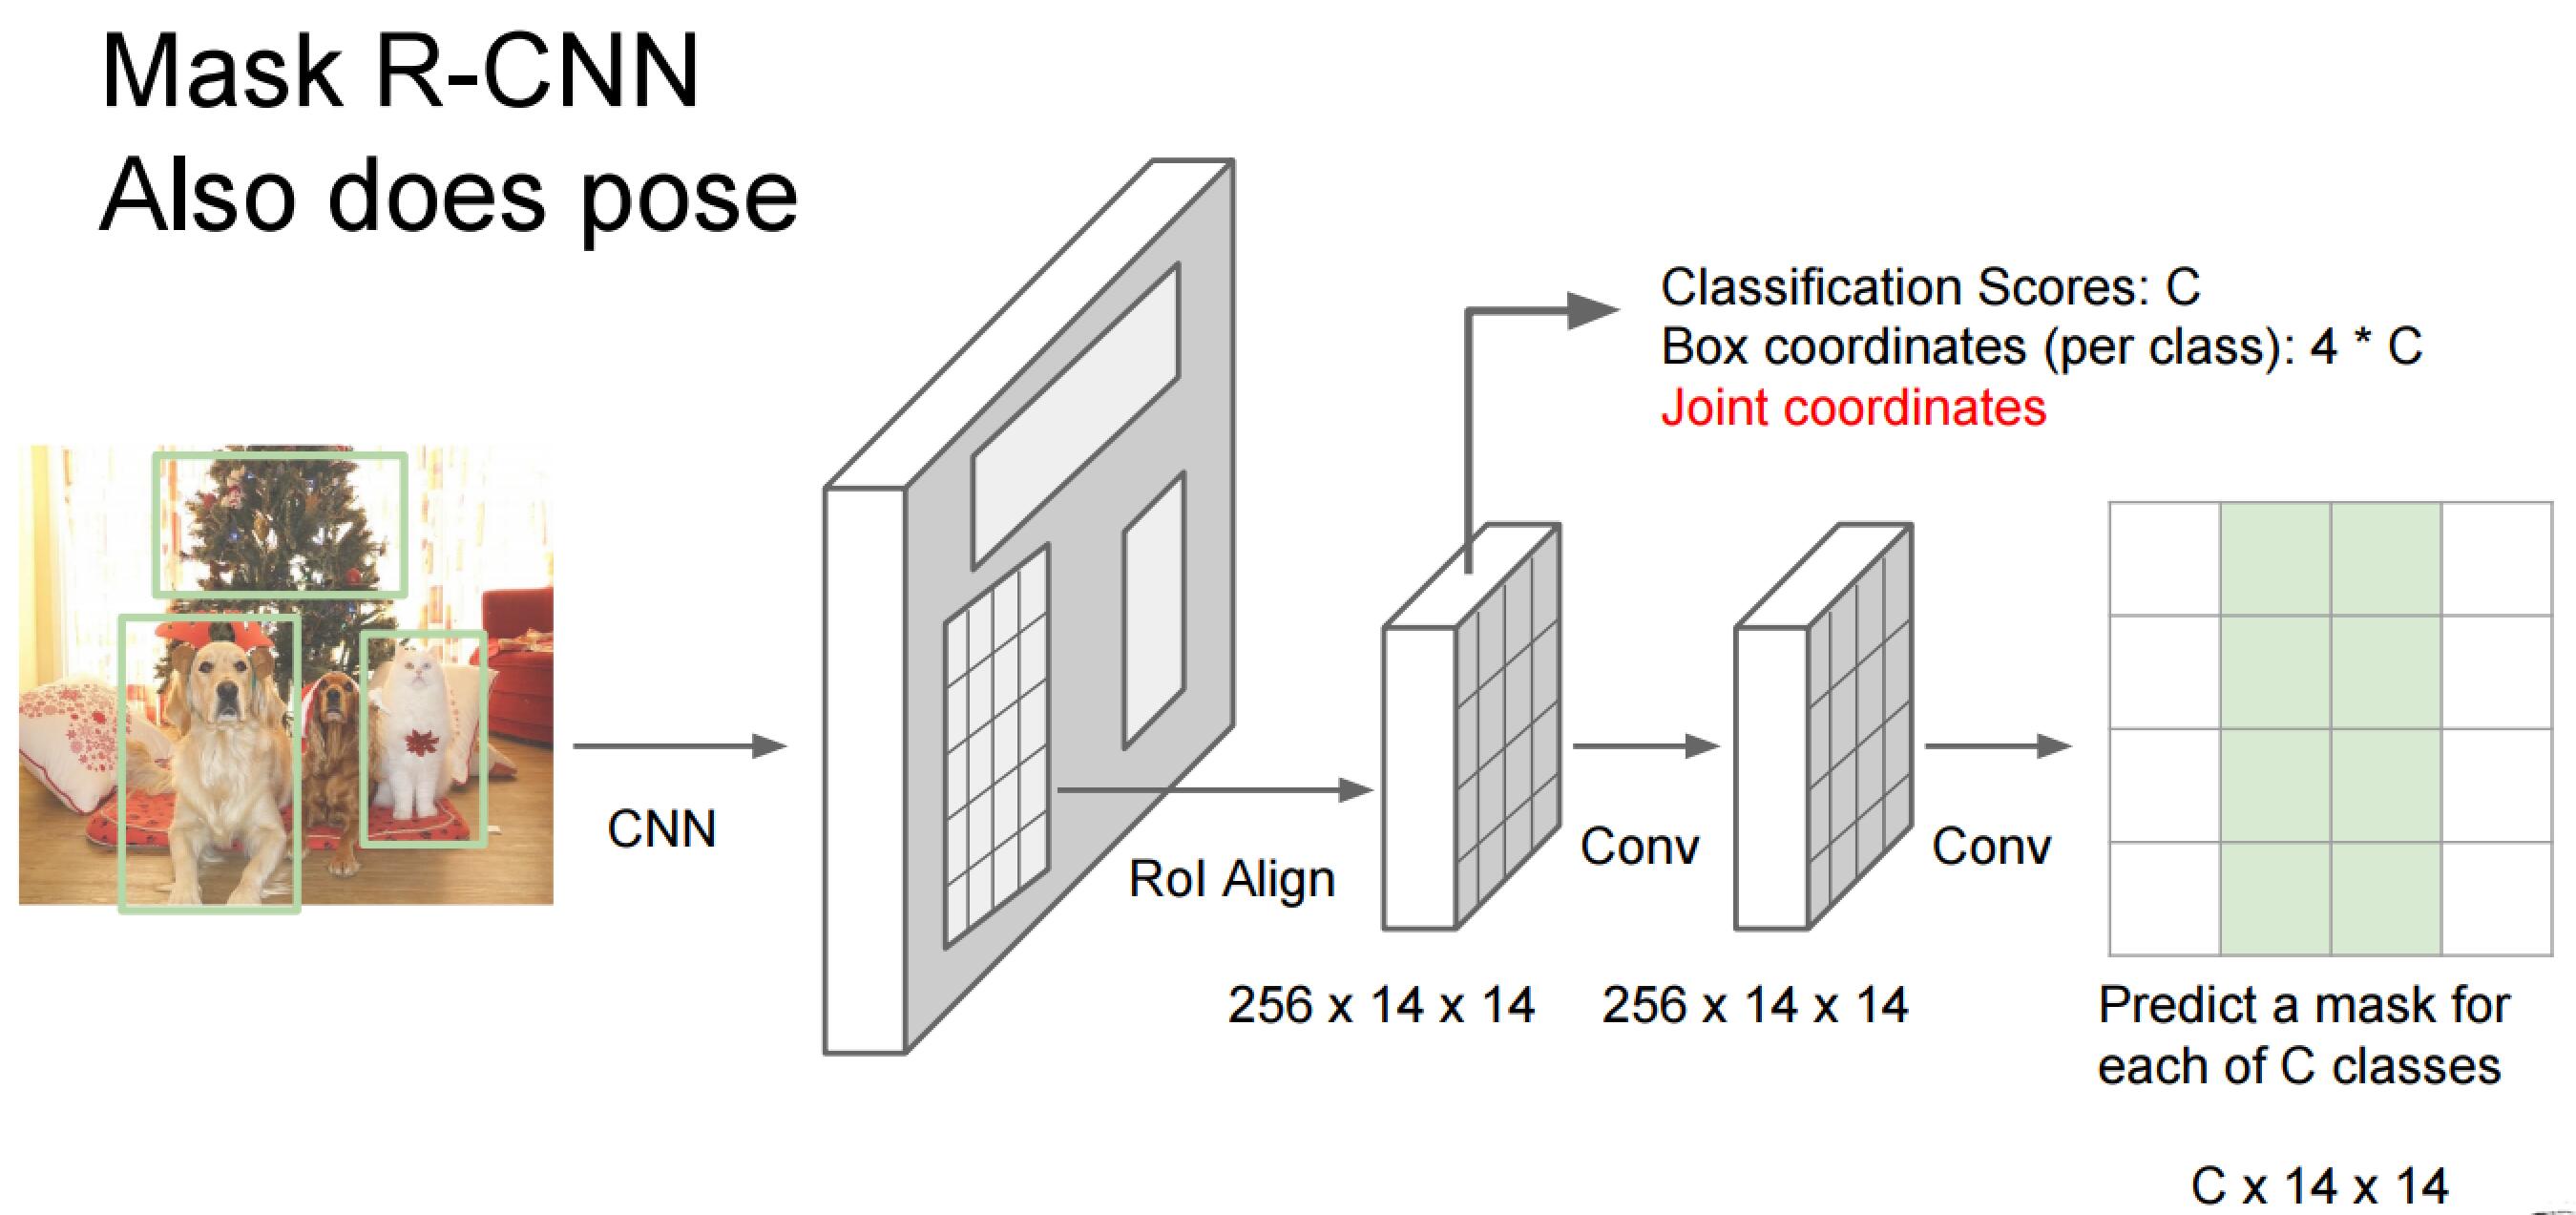 Mask R-CNN
Also does pose
Classification Scores: C
Box coordinates (per class): 4 * C
Joint coordinates
CNN
RoI Align
Conv
Conv
256 x 14 x 14
256 x 14 x 14
Predict a mask for
each of C classes
C x 14 x 14